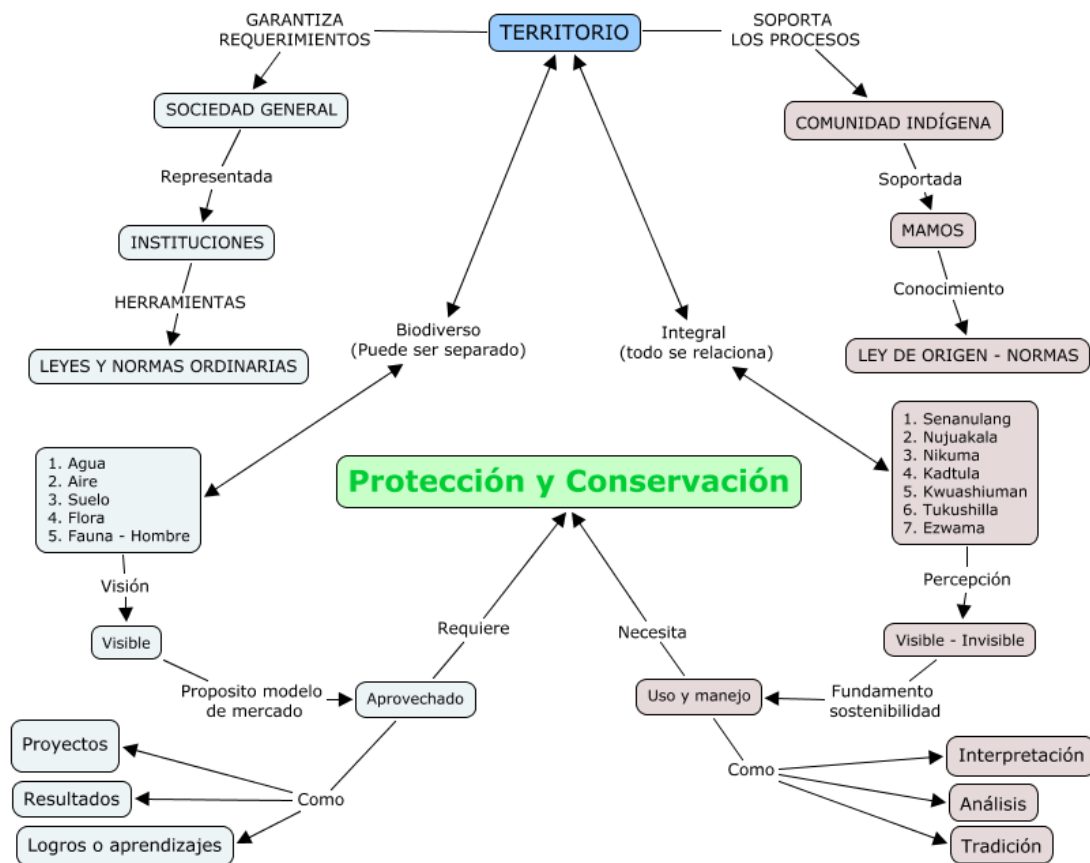 GARANTIZA
REQUERIMIENTOS
TERRITORIO
SOPORTA
LOS PROCESOS
SOCIEDAD GENERAL
COMUNIDAD INDÍGENA
Representada
Soportada
INSTITUCIONES
MAMOS
HERRAMIENTAS
Conocimiento
Biodiverso
(Puede ser separado)
Integral
(todo se relaciona)
LEYES Y NORMAS ORDINARIAS
LEY DE ORIGEN - NORMAS
1. Agua
2. Aire
3. Suelo
4. Flora
5. Fauna - Hombre
Protección y Conservación
1. Senanulang
2. Nujuakala
3. Nikuma
4. Kadtula
5. Kwuashiuman
6. Tukushilla
7. Ezwama
Visión
Percepción
Visible
Requiere
Necesita
Visible - Invisible
Proposito modelo
de mercado
Aprovechado
Uso y manejo
Fundamento
sostenibilidad
Proyectos
Resultados
Logros o aprendizajes
Como
Como
Interpretación
Análisis
Tradición